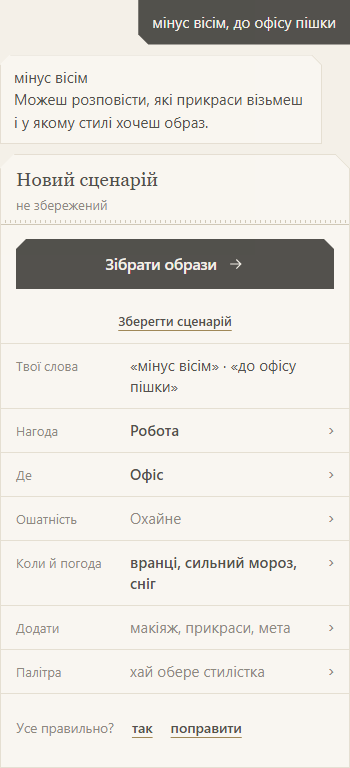 мінус вісім, до офісу пішки
мінус вісім
Можеш розповісти, які прикраси візьмеш
і у якому стилі хочеш образ.
Новий сценарій
не збережений
Зібрати образи →
Зберегти сценарій
Твої слова «мінус вісім» · «до офісу
пішки»
Нагода Робота
Де Офіс
Ошатність Охайне
Коли й погода вранці, сильний мороз,
сніг
Додати макіяж, прикраси, мета
Палітра хай обере стилістка
Усе правильно? так поправити